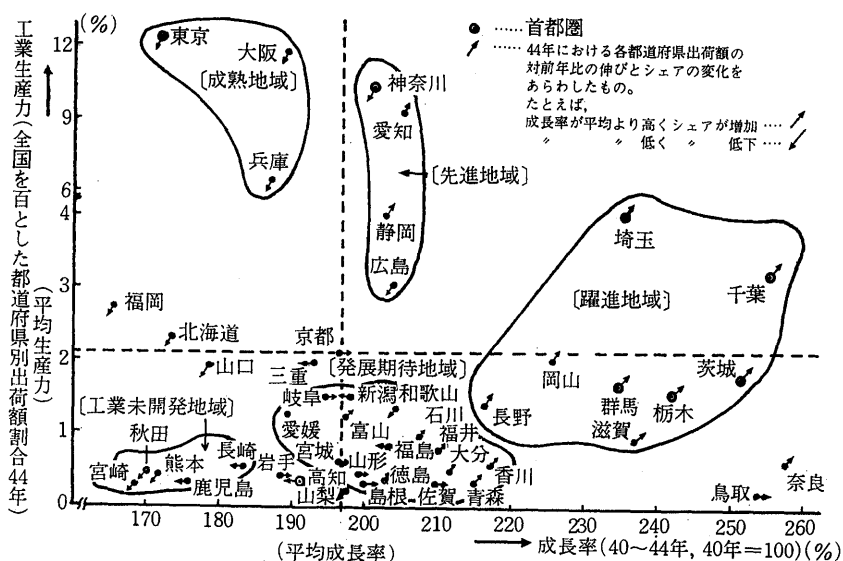 工業生産力(全国を百とした都道府県別出荷額割合44年)
(平均生産力)
(%)
12
9
6
4
3
2
1
0
170
180
190
200
210
220
230
240
250
260
(平均成長率)
成長率(40〜44年,40年=100)(%)
……首都圏
……44年における各都道府県出荷額の
対前年比の伸びとシェアの変化を
あらわしたもの。
たとえば,
成長率が平均より高くシェアが増加……
〃 〃 低く 〃 低下……
東京
大阪
〔成熟地域〕
兵庫
神奈川
愛知
〔先進地域〕
静岡
広島
埼玉
千葉
〔躍進地域〕
福岡
北海道
京都
山口
三重
〔発展期待地域〕
岡山
茨城
岐阜
新潟
和歌山
長野
群馬
栃木
滋賀
〔工業未開発地域〕
愛媛
富山
石川
秋田
宮城
福島
福井
宮崎
熊本
長崎
岩手
山形
大分
鹿児島
高知
徳島
香川
山梨
島根
佐賀
青森
鳥取
奈良